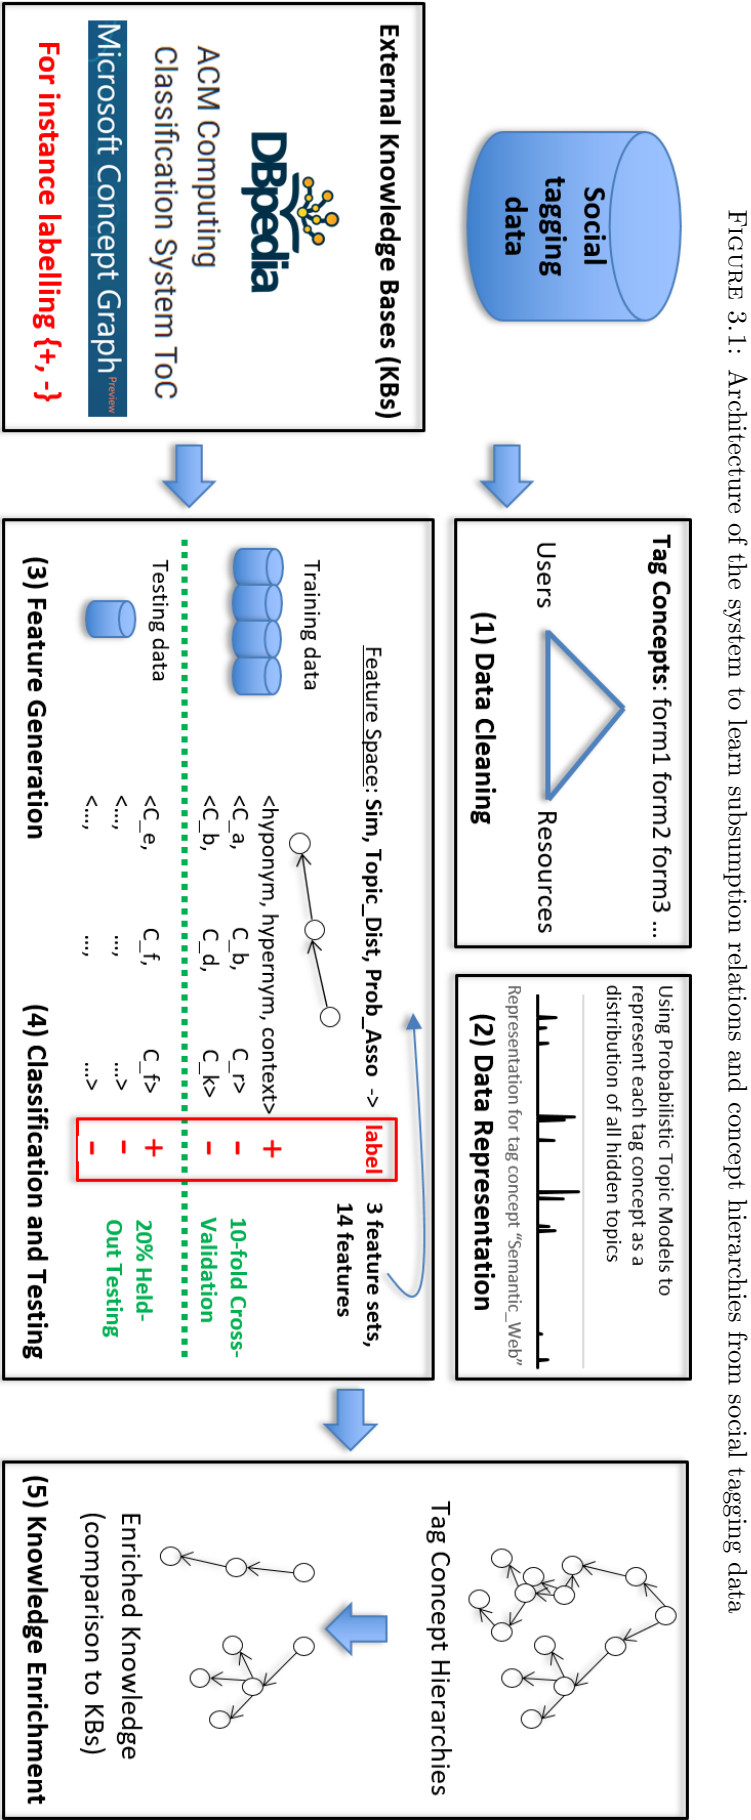 Social
tagging
data
External Knowledge Bases (KBs)
DBpedia
ACM Computing
Classification System ToC
Microsoft Concept Graph Preview
For instance labelling {+, -}
Tag Concepts: form1 form2 form3 ...
Users
Resources
(1) Data Cleaning
Using Probabilistic Topic Models to
represent each tag concept as a
distribution of all hidden topics
Representation for tag concept “Semantic_Web”
(2) Data Representation
Feature Space: Sim, Topic_Dist, Prob_Asso -> label
3 feature sets,
14 features
Training data
<hyponym, hypernym, context> +
<C_a, C_b, C_r> -
<C_b, C_d, C_k> -
10-fold Cross-
Validation
Testing data
<C_e, C_f, C_f> +
<..., ..., ...> -
<..., ..., ...> -
20% Held-
Out Testing
(3) Feature Generation
(4) Classification and Testing
Tag Concept Hierarchies
Enriched Knowledge
(comparison to KBs)
(5) Knowledge Enrichment
FIGURE 3.1: Architecture of the system to learn subsumption relations and concept hierarchies from social tagging data